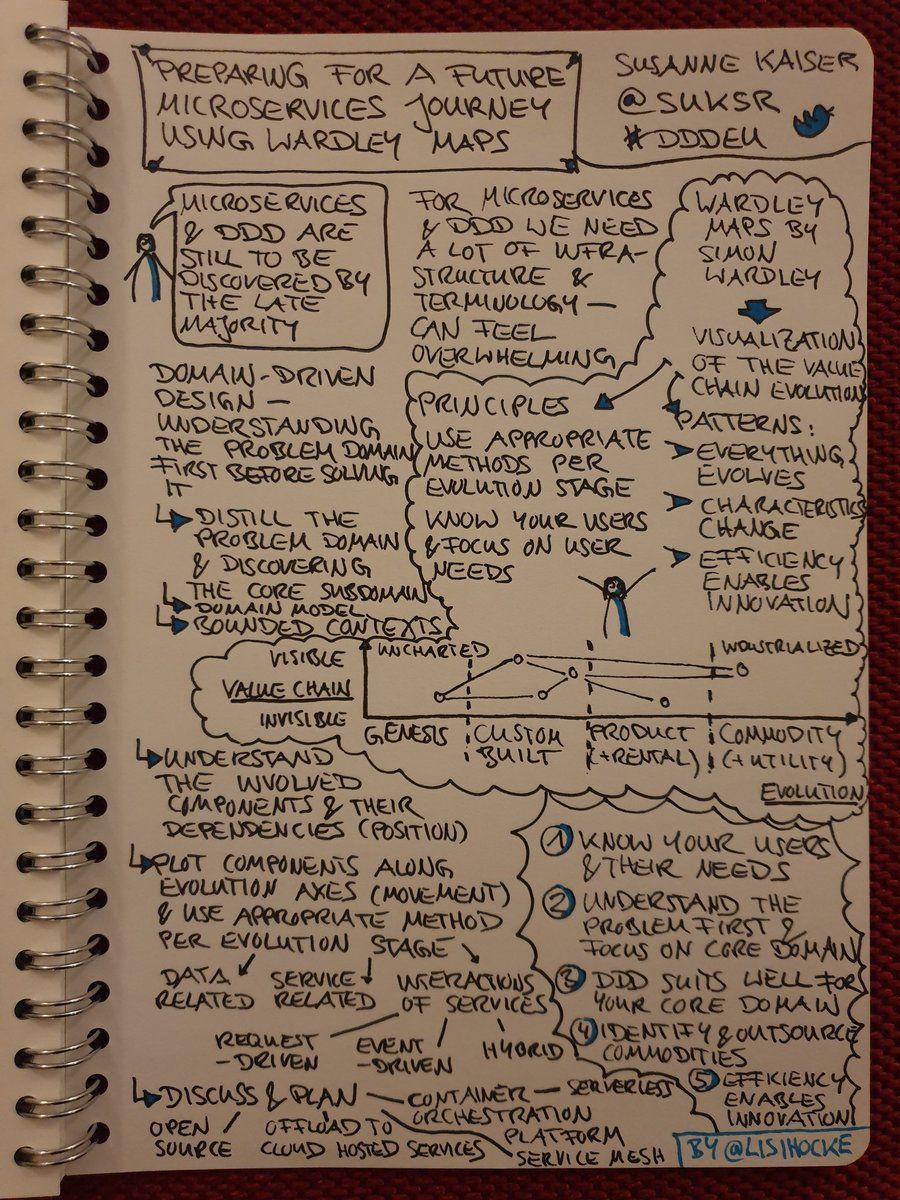 PREPARING FOR A FUTURE
MICROSERVICES JOURNEY
USING WARDLEY MAPS
SUSANNE KAISER
@SUKSR
#DDDEU
MICROSERVICES
& DDD ARE
STILL TO BE
DISCOVERED BY
THE LATE
MAJORITY
FOR MICROSERVICES
& DDD WE NEED
A LOT OF INFRA-
STRUCTURE &
TERMINOLOGY —
CAN FEEL
OVERWHELMING
WARDLEY
MAPS BY
SIMON
WARDLEY
VISUALIZATION
OF THE VALUE
CHAIN EVOLUTION
DOMAIN-DRIVEN
DESIGN —
UNDERSTANDING
THE PROBLEM DOMAIN
FIRST BEFORE SOLVING
IT
DISTILL THE
PROBLEM DOMAIN
& DISCOVERING
THE CORE SUBDOMAIN
DOMAIN MODEL
BOUNDED CONTEXTS
PRINCIPLES
USE APPROPRIATE
METHODS PER
EVOLUTION STAGE
KNOW YOUR USERS
& FOCUS ON USER
NEEDS
PATTERNS:
EVERYTHING
EVOLVES
CHARACTERISTICS
CHANGE
EFFICIENCY
ENABLES
INNOVATION
VISIBLE
VALUE CHAIN
INVISIBLE
UNCHARTED
INDUSTRIALIZED
GENESIS
CUSTOM
BUILT
PRODUCT
(+RENTAL)
COMMODITY
(+UTILITY)
EVOLUTION
UNDERSTAND
THE INVOLVED
COMPONENTS & THEIR
DEPENDENCIES (POSITION)
PLOT COMPONENTS ALONG
EVOLUTION AXES (MOVEMENT)
& USE APPROPRIATE METHOD
PER EVOLUTION STAGE
DATA
RELATED
SERVICE
RELATED
INTERACTIONS
OF SERVICES
REQUEST
-DRIVEN
EVENT
-DRIVEN
HYBRID
DISCUSS & PLAN
OPEN
SOURCE
OFFLOAD TO
CLOUD HOSTED SERVICES
CONTAINER
ORCHESTRATION
PLATFORM
SERVERLESS
SERVICE MESH
1 KNOW YOUR USERS
& THEIR NEEDS
2 UNDERSTAND THE
PROBLEM FIRST &
FOCUS ON CORE DOMAIN
3 DDD SUITS WELL FOR
YOUR CORE DOMAIN
4 IDENTIFY & OUTSOURCE
COMMODITIES
5 EFFICIENCY
ENABLES
INNOVATION
BY @LISIHOCKE